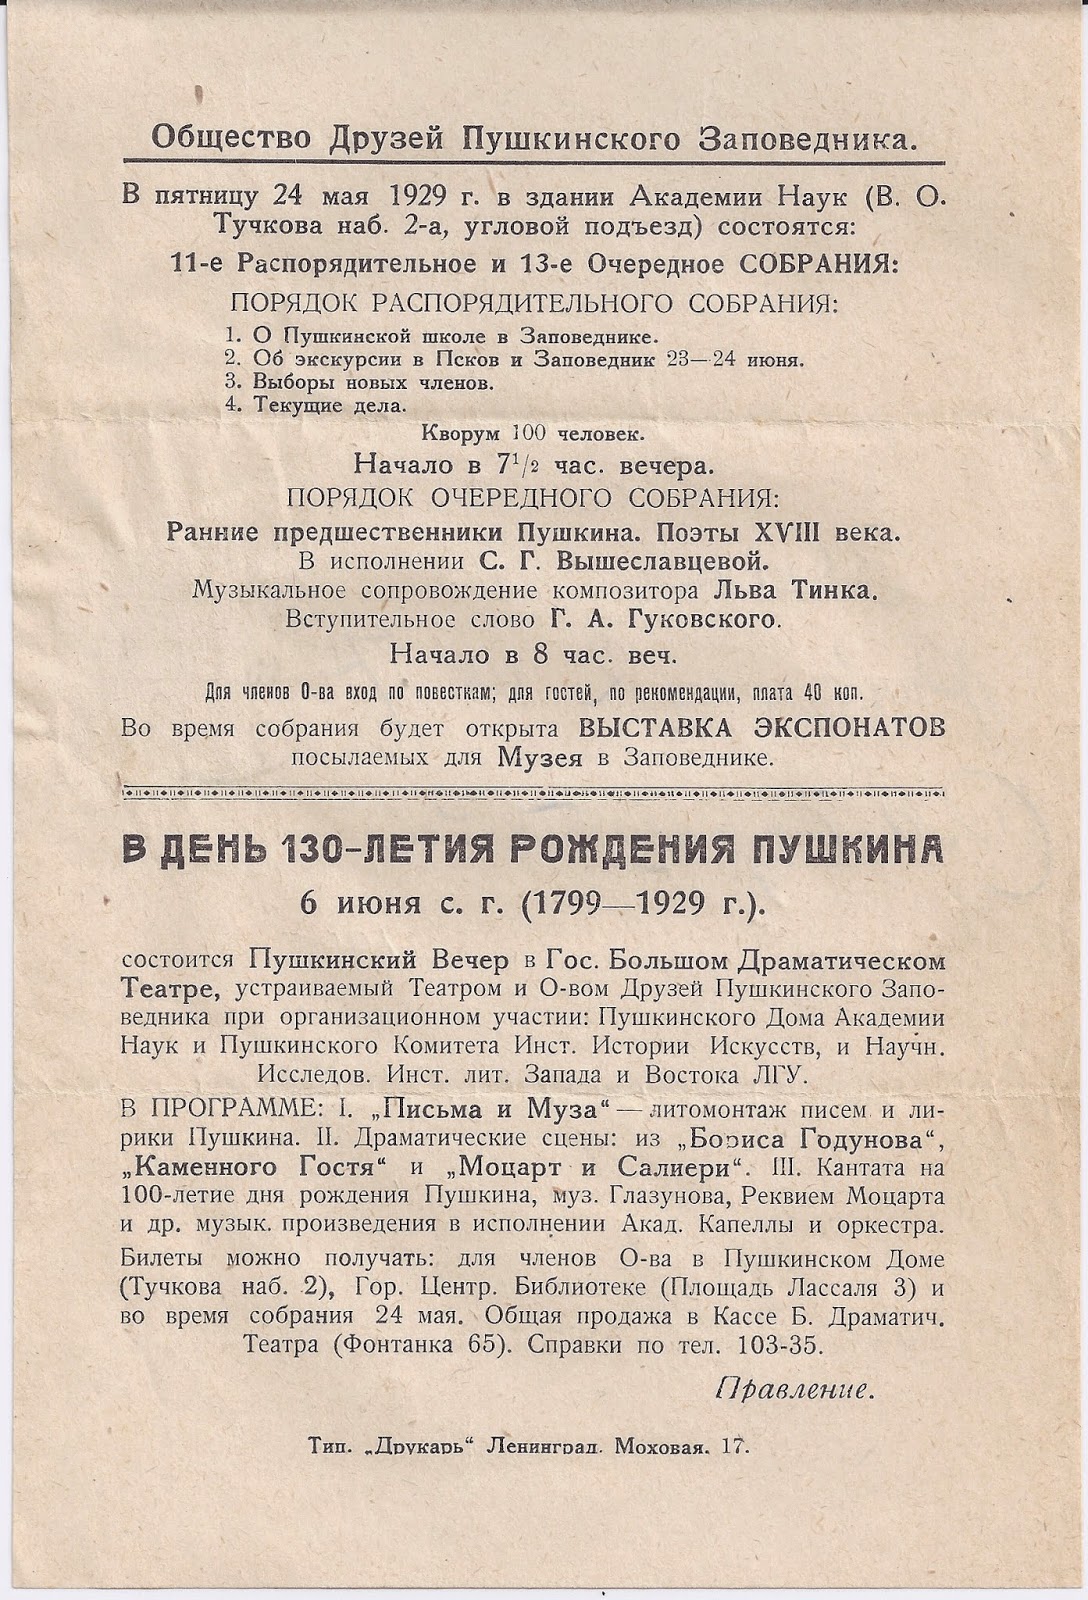 Общество Друзей Пушкинского Заповедника.
В пятницу 24 мая 1929 г. в здании Академии Наук (В. О.
Тучкова наб. 2-а, угловой подъезд) состоятся:
11-е Распорядительное и 13-е Очередное СОБРАНИЯ:
ПОРЯДОК РАСПОРЯДИТЕЛЬНОГО СОБРАНИЯ:
1. О Пушкинской школе в Заповеднике.
2. Об экскурсии в Псков и Заповедник 23—24 июня.
3. Выборы новых членов.
4. Текущие дела.
Кворум 100 человек.
Начало в 7¹/₂ час. вечера.
ПОРЯДОК ОЧЕРЕДНОГО СОБРАНИЯ:
Ранние предшественники Пушкина. Поэты XVIII века.
В исполнении С. Г. Вышеславцевой.
Музыкальное сопровождение композитора Льва Тинка.
Вступительное слово Г. А. Гуковского.
Начало в 8 час. веч.
Для членов О-ва вход по повесткам; для гостей, по рекомендации, плата 40 коп.
Во время собрания будет открыта ВЫСТАВКА ЭКСПОНАТОВ
посылаемых для Музея в Заповеднике.
В ДЕНЬ 130-ЛЕТИЯ РОЖДЕНИЯ ПУШКИНА
6 июня с. г. (1799—1929 г.).
состоится Пушкинский Вечер в Гос. Большом Драматическом
Театре, устраиваемый Театром и О-вом Друзей Пушкинского Запо-
ведника при организационном участии: Пушкинского Дома Академии
Наук и Пушкинского Комитета Инст. Истории Искусств, и Научн.
Исследов. Инст. лит. Запада и Востока ЛГУ.
В ПРОГРАММЕ: I. „Письма и Муза“ — литомонтаж писем и ли-
рики Пушкина. II. Драматические сцены: из „Бориса Годунова“,
„Каменного Гостя“ и „Моцарт и Салиери“. III. Кантата на
100-летие дня рождения Пушкина, муз. Глазунова, Реквием Моцарта
и др. музык. произведения в исполнении Акад. Капеллы и оркестра.
Билеты можно получать: для членов О-ва в Пушкинском Доме
(Тучкова наб. 2), Гор. Центр. Библиотеке (Площадь Лассаля 3) и
во время собрания 24 мая. Общая продажа в Кассе Б. Драматич.
Театра (Фонтанка 65). Справки по тел. 103-35.
Правление.
Тип. „Друкарь“ Ленинград. Моховая. 17.